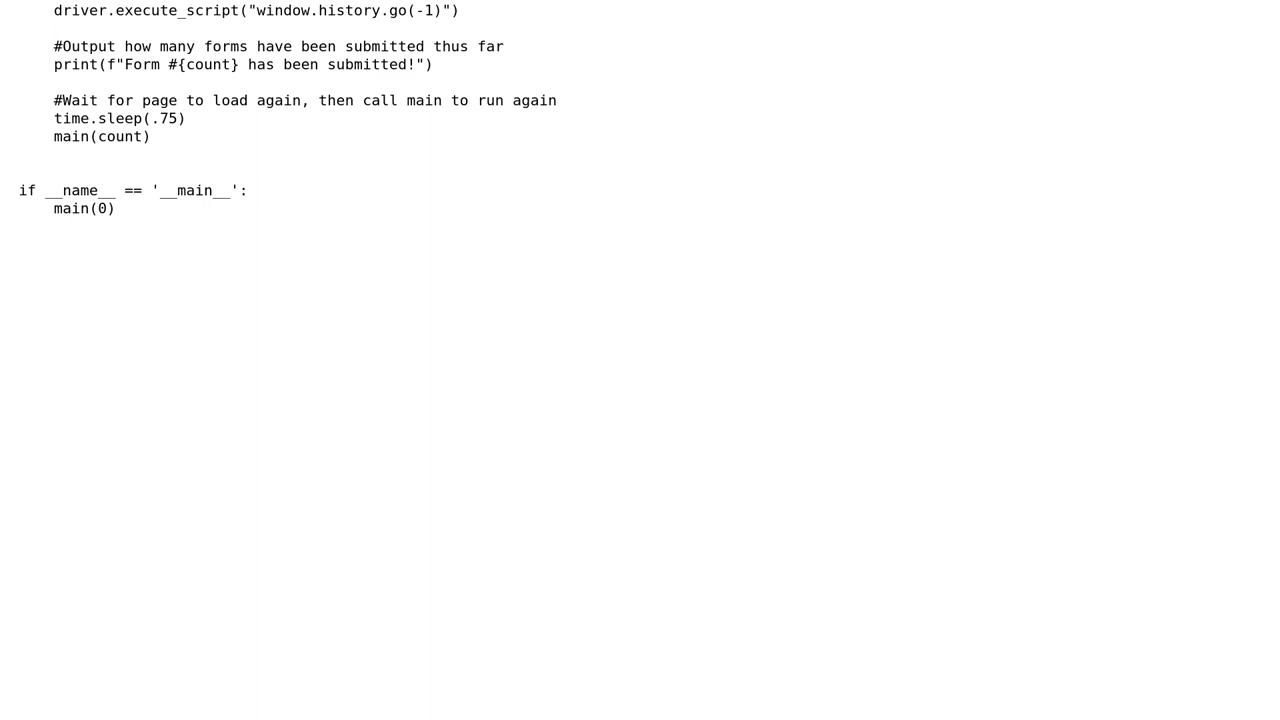 driver.execute_script("window.history.go(-1)")
#Output how many forms have been submitted thus far
print(f"Form #{count} has been submitted!")
#Wait for page to load again, then call main to run again
time.sleep(.75)
main(count)
if __name__ == '__main__':
main(0)